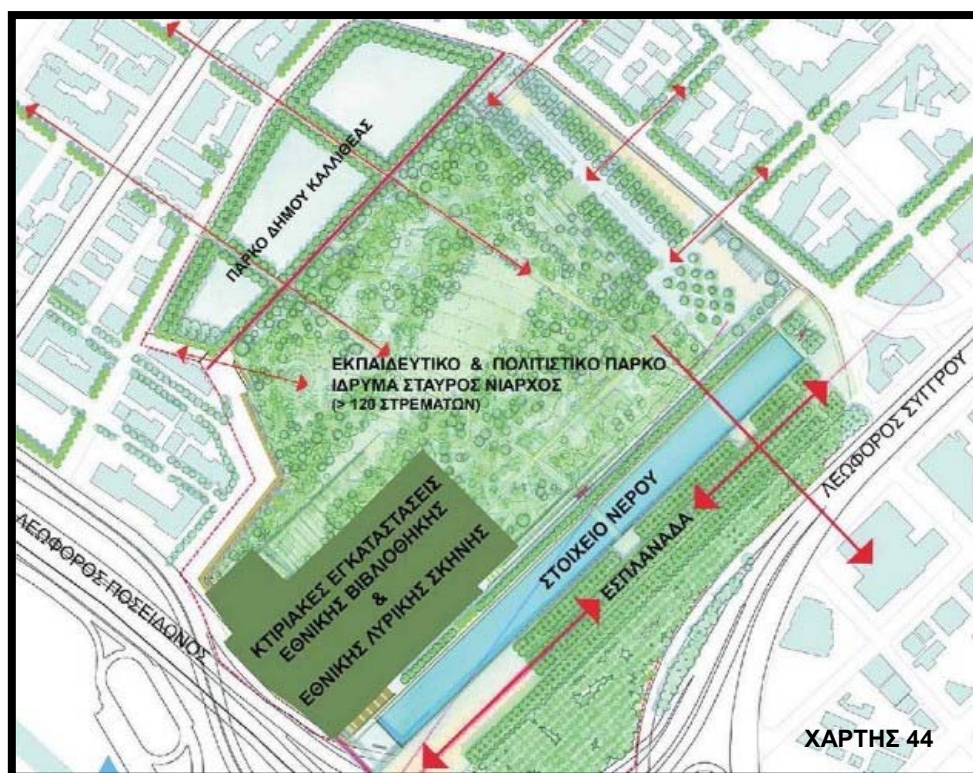 ΠΑΡΚΟ ΔΗΜΟΥ ΚΑΛΛΙΘΕΑΣ
ΕΚΠΑΙΔΕΥΤΙΚΟ & ΠΟΛΙΤΙΣΤΙΚΟ ΠΑΡΚΟ
ΙΔΡΥΜΑ ΣΤΑΥΡΟΣ ΝΙΑΡΧΟΣ
(> 120 ΣΤΡΕΜΑΤΩΝ)
ΛΕΩΦΟΡΟΣ ΣΥΓΓΡΟΥ
ΣΤΟΙΧΕΙΟ ΝΕΡΟΥ
ΕΣΠΛΑΝΑΔΑ
ΚΤΙΡΙΑΚΕΣ ΕΓΚΑΤΑΣΤΑΣΕΙΣ
ΕΘΝΙΚΗΣ ΒΙΒΛΙΟΘΗΚΗΣ
&
ΕΘΝΙΚΗΣ ΛΥΡΙΚΗΣ ΣΚΗΝΗΣ
ΛΕΩΦΟΡΟΣ ΠΟΣΕΙΔΩΝΟΣ
ΧΑΡΤΗΣ 44